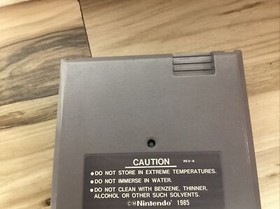 CAUTION REV-A
● DO NOT STORE IN EXTREME TEMPERATURES.
● DO NOT IMMERSE IN WATER.
● DO NOT CLEAN WITH BENZENE, THINNER,
ALCOHOL OR OTHER SUCH SOLVENTS.
Nintendo 1985